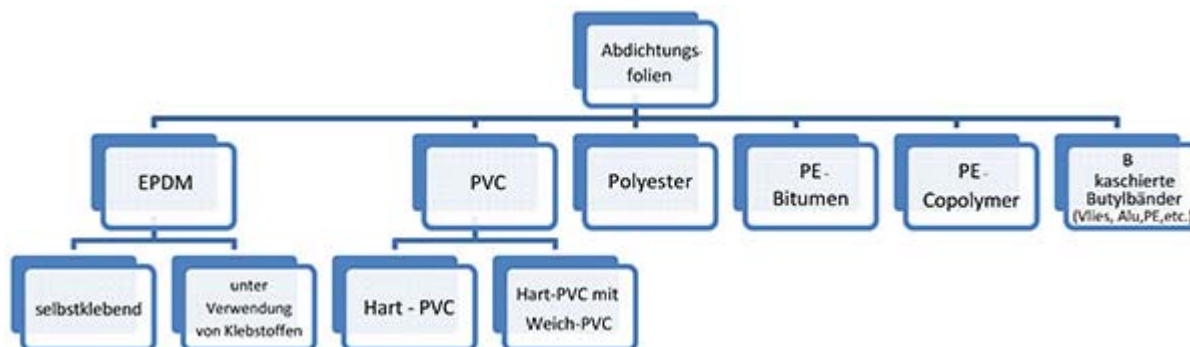 Abdichtungs-
folien
EPDM
PVC
Polyester
PE-
Bitumen
PE-
Copolymer
B
kaschierte
Butylbänder
(Vlies, Alu,PE,etc.)
selbstklebend
unter
Verwendung
von Klebstoffen
Hart - PVC
Hart-PVC mit
Weich-PVC